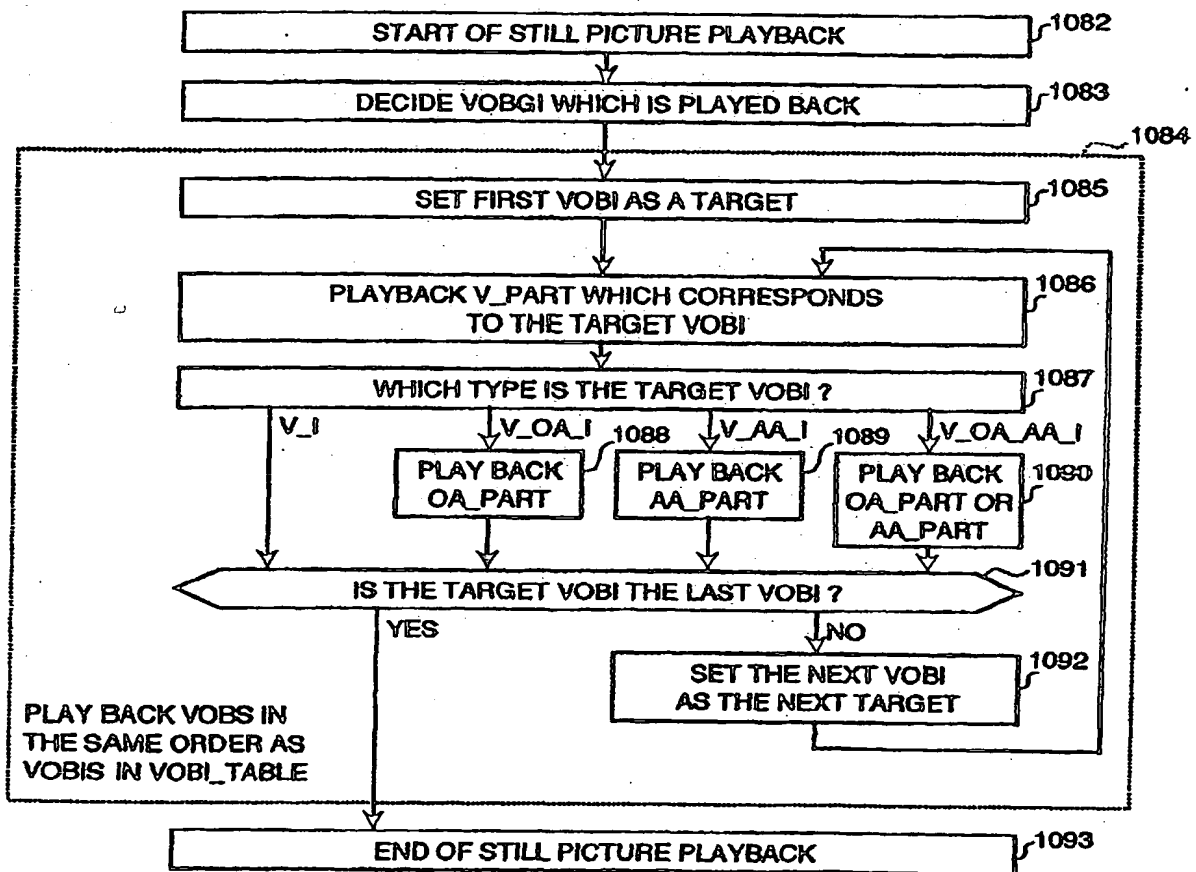 START OF STILL PICTURE PLAYBACK
1082
DECIDE VOBGI WHICH IS PLAYED BACK
1083
1084
SET FIRST VOBI AS A TARGET
1085
PLAYBACK V_PART WHICH CORRESPONDS
TO THE TARGET VOBI
1086
WHICH TYPE IS THE TARGET VOBI ?
1087
V_I
V_OA_I
1088
V_AA_I
1089
V_OA_AA_I
PLAY BACK
OA_PART
PLAY BACK
AA_PART
PLAY BACK
OA_PART OR
AA_PART
1090
IS THE TARGET VOBI THE LAST VOBI ?
1091
YES
NO
SET THE NEXT VOBI
AS THE NEXT TARGET
1092
PLAY BACK VOBS IN
THE SAME ORDER AS
VOBIS IN VOBI_TABLE
END OF STILL PICTURE PLAYBACK
1093